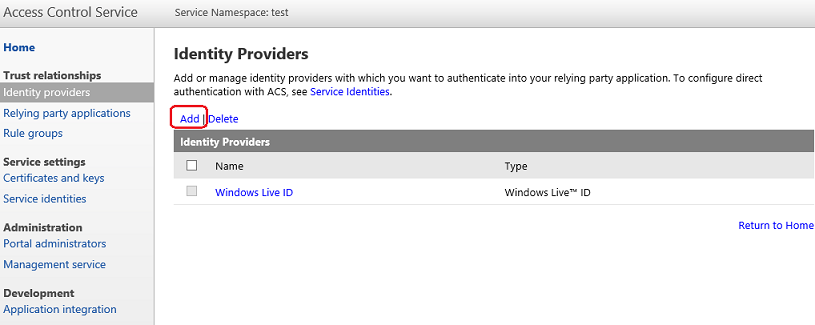 Access Control Service Service Namespace: test
Home
Trust relationships
Identity providers
Relying party applications
Rule groups
Service settings
Certificates and keys
Service identities
Administration
Portal administrators
Management service
Development
Application integration
Identity Providers
Add or manage identity providers with which you want to authenticate into your relying party application. To configure direct
authentication with ACS, see Service Identities.
Add | Delete
Identity Providers
Name Type
Windows Live ID Windows Live™ ID
Return to Home